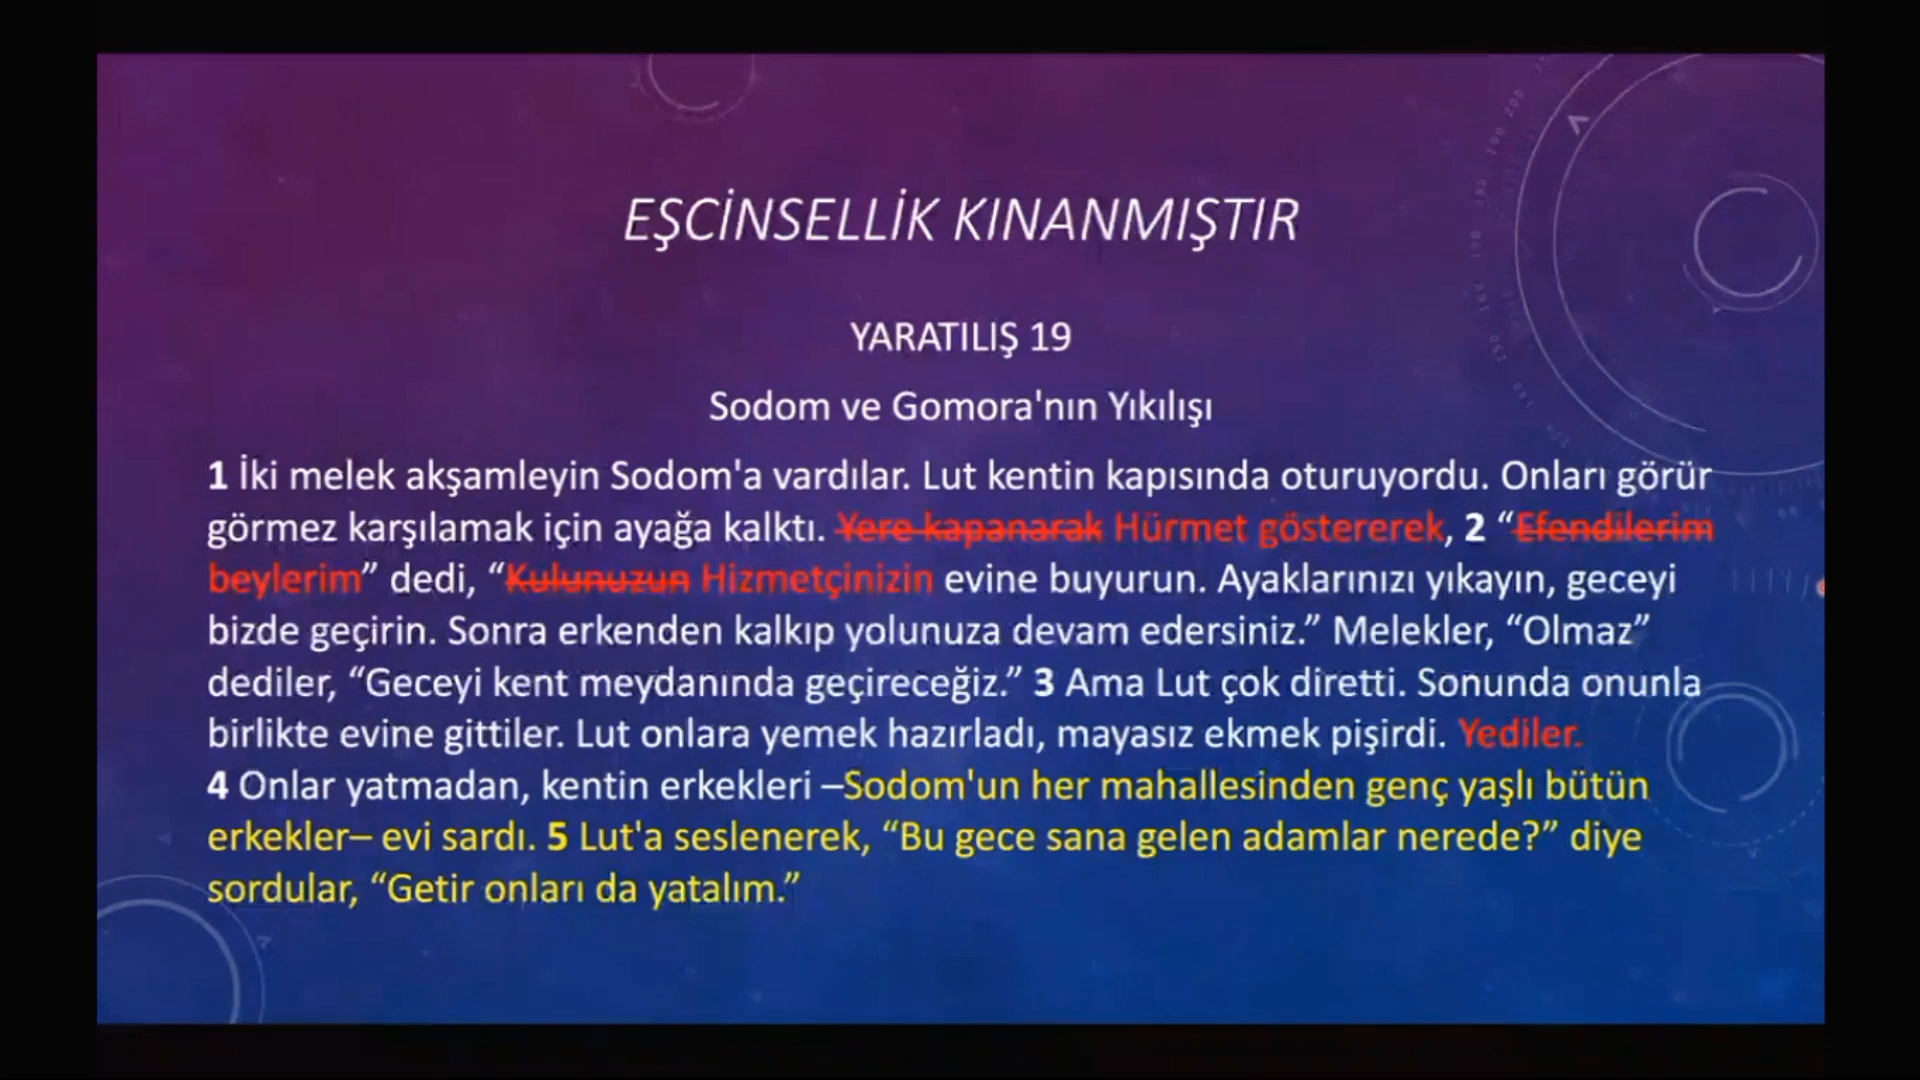 EŞCİNSELLİK KINANMIŞTIR
YARATILIŞ 19
Sodom ve Gomora'nın Yıkılışı
1 İki melek akşamleyin Sodom'a vardılar. Lut kentin kapısında oturuyordu. Onları görür
görmez karşılamak için ayağa kalktı. Yere kapanarak Hürmet göstererek, 2 “Efendilerim
beylerim” dedi, “Kulunuzun Hizmetçinizin evine buyurun. Ayaklarınızı yıkayın, geceyi
bizde geçirin. Sonra erkenden kalkıp yolunuza devam edersiniz.” Melekler, “Olmaz”
dediler, “Geceyi kent meydanında geçireceğiz.” 3 Ama Lut çok diretti. Sonunda onunla
birlikte evine gittiler. Lut onlara yemek hazırladı, mayasız ekmek pişirdi. Yediler.
4 Onlar yatmadan, kentin erkekleri –Sodom'un her mahallesinden genç yaşlı bütün
erkekler– evi sardı. 5 Lut'a seslenerek, “Bu gece sana gelen adamlar nerede?” diye
sordular, “Getir onları da yatalım.”